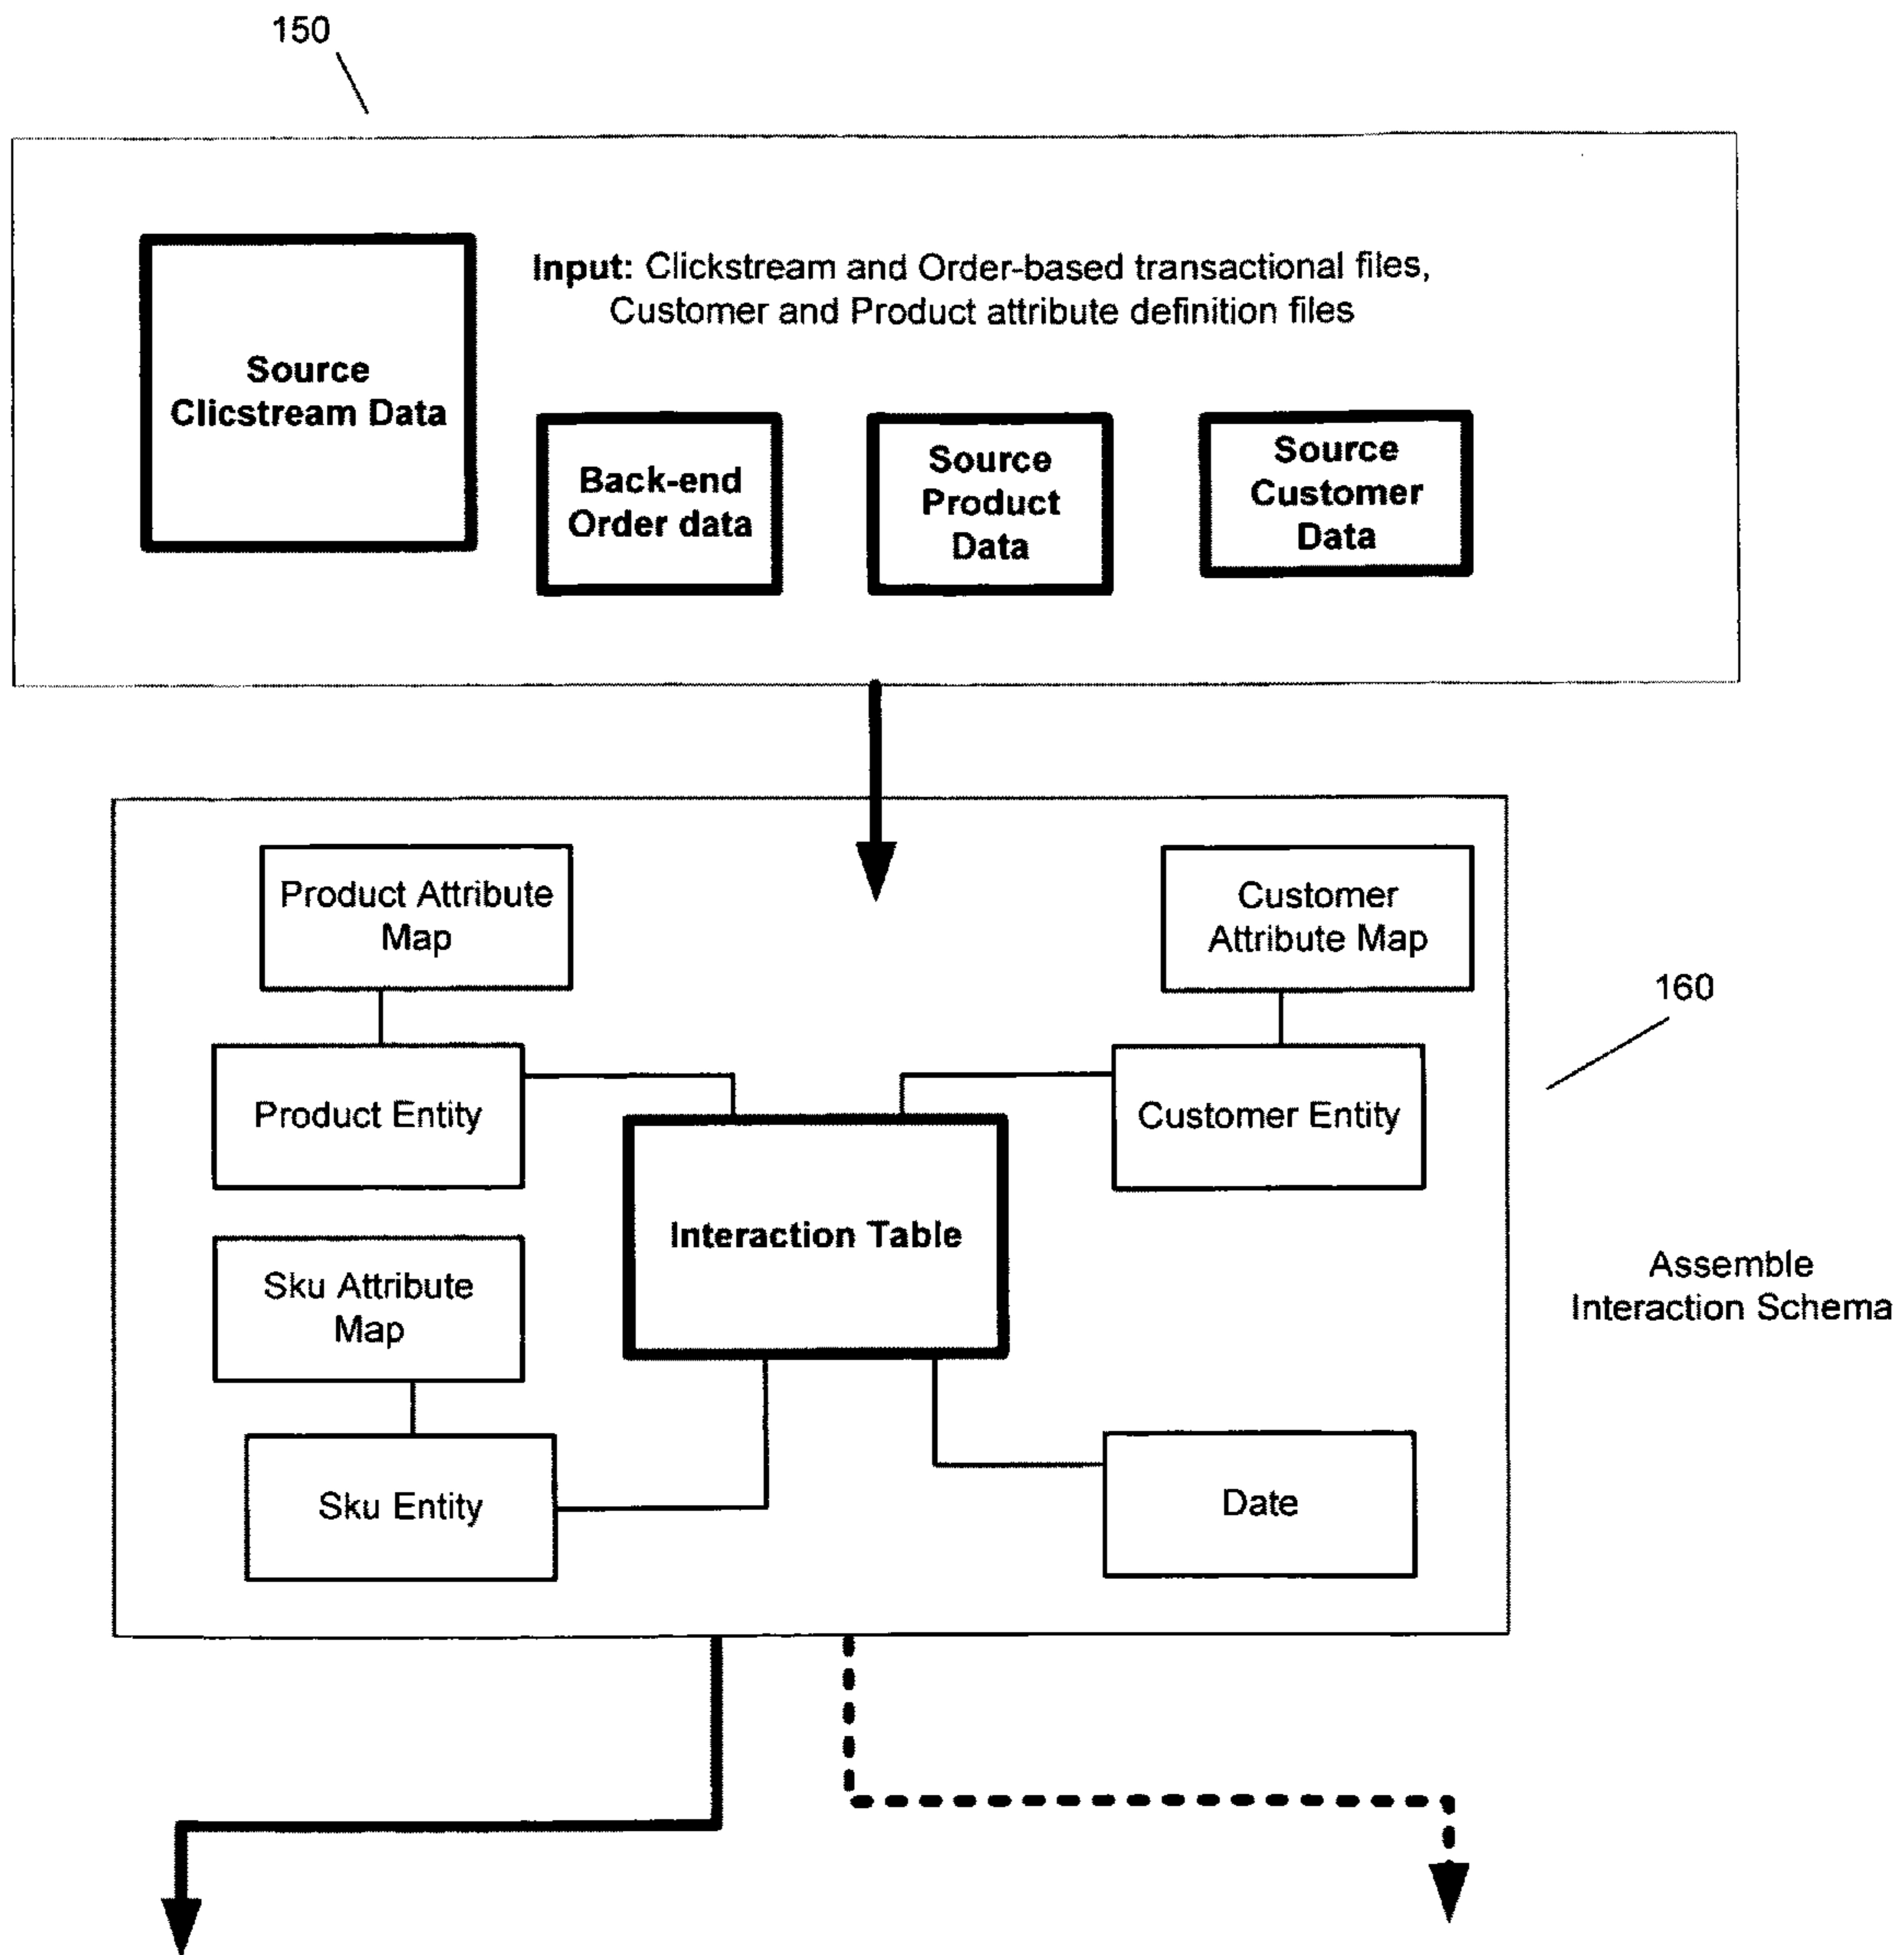 150
Input: Clickstream and Order-based transactional files,
Customer and Product attribute definition files
Source
Clicstream Data
Back-end
Order data
Source
Product
Data
Source
Customer
Data
Product Attribute
Map
Customer
Attribute Map
160
Product Entity
Customer Entity
Interaction Table
Sku Attribute
Map
Assemble
Interaction Schema
Sku Entity
Date